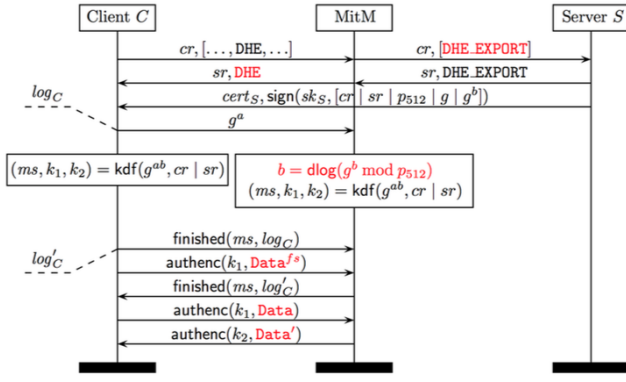 Client C MitM Server S
cr, [..., DHE, ...] cr, [DHE_EXPORT]
sr, DHE sr, DHE_EXPORT
log_C cert_S, sign(sk_S, [cr | sr | p_512 | g | g^b])
g^a
(ms, k_1, k_2) = kdf(g^{ab}, cr | sr)
b = dlog(g^b mod p_512)
(ms, k_1, k_2) = kdf(g^{ab}, cr | sr)
finished(ms, log_C)
log'_C authenc(k_1, Data^{fs})
finished(ms, log'_C)
authenc(k_1, Data)
authenc(k_2, Data')